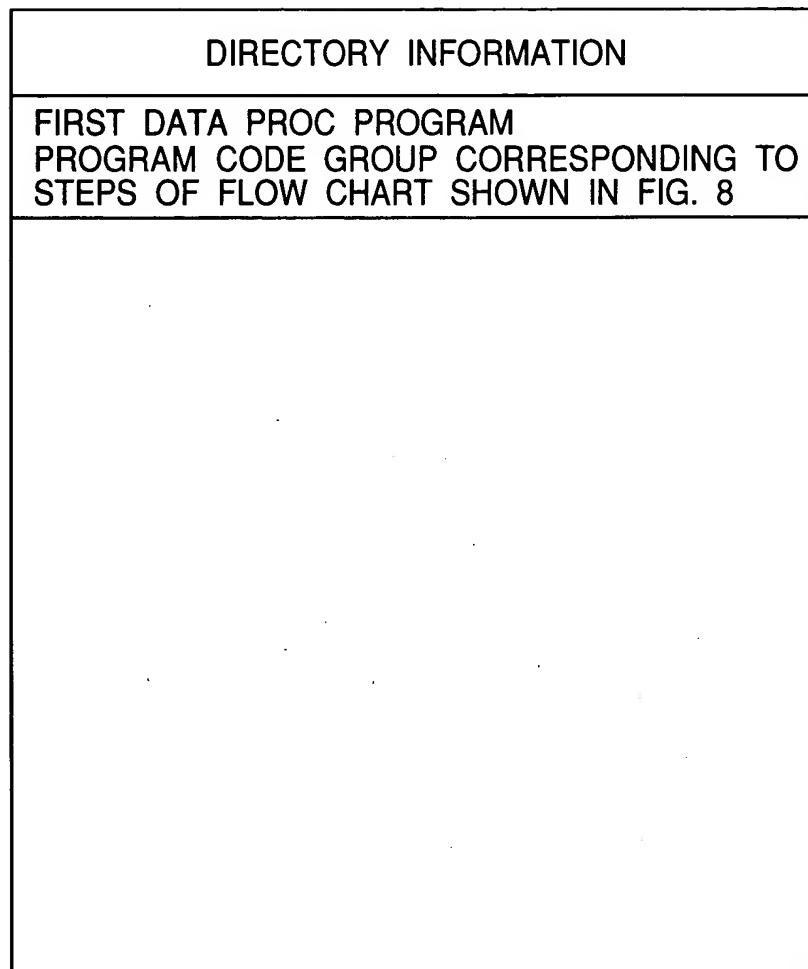 DIRECTORY INFORMATION
FIRST DATA PROC PROGRAM
PROGRAM CODE GROUP CORRESPONDING TO
STEPS OF FLOW CHART SHOWN IN FIG. 8